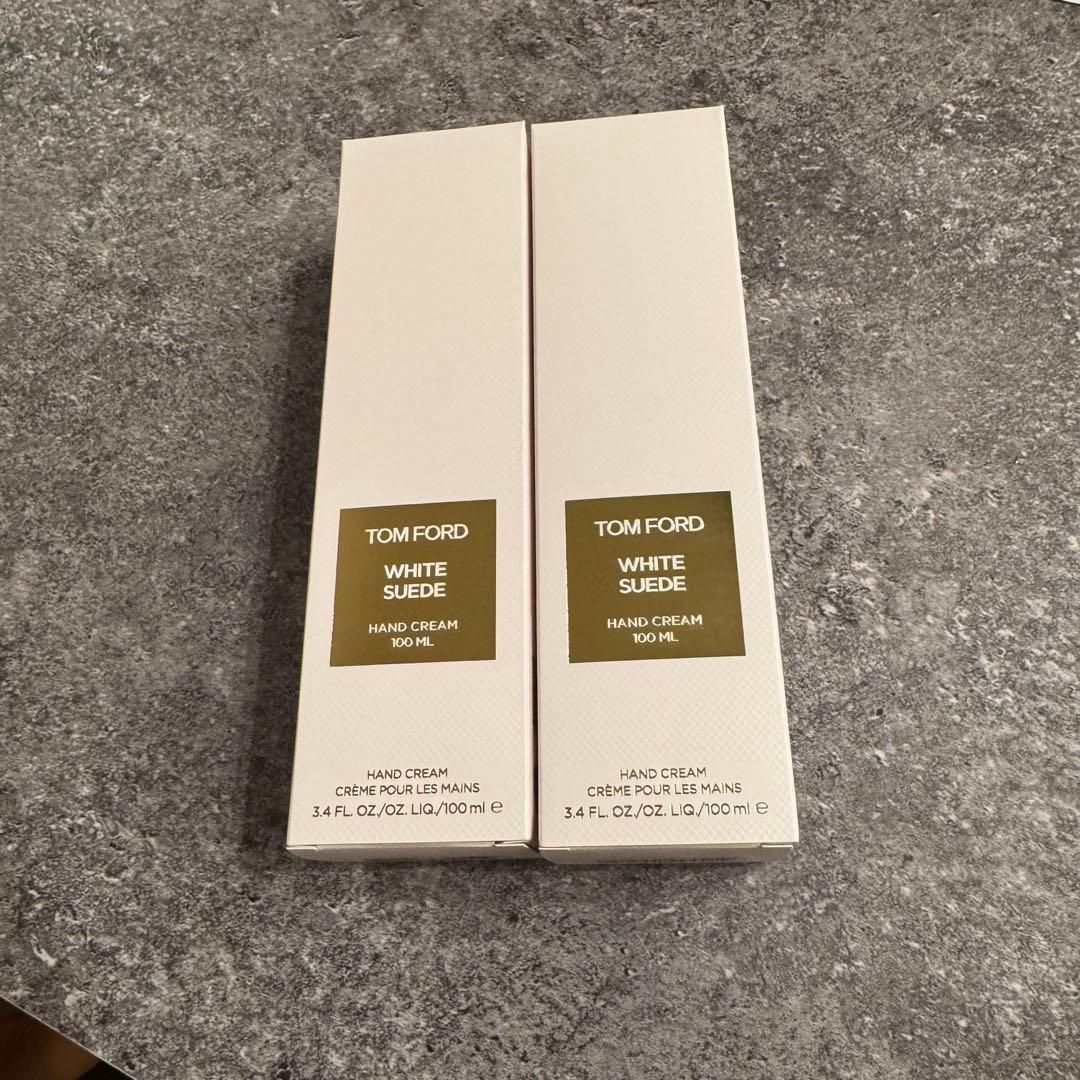 TOM FORD
WHITE
SUEDE
HAND CREAM
100 ML
HAND CREAM
CRÈME POUR LES MAINS
3.4 FL. OZ./OZ. LIQ./100 ml ℮
TOM FORD
WHITE
SUEDE
HAND CREAM
100 ML
HAND CREAM
CRÈME POUR LES MAINS
3.4 FL. OZ./OZ. LIQ./100 ml ℮